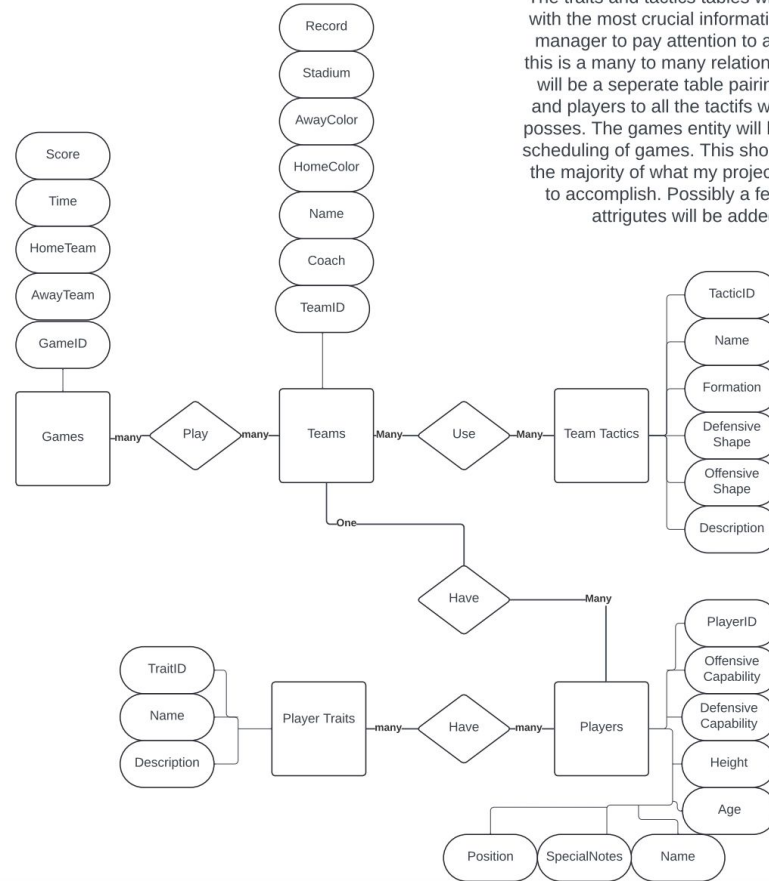 The traits and tactics tables w
with the most crucial informati
manager to pay attention to a
this is a many to many relation
will be a seperate table pairin
and players to all the tactifs w
posses. The games entity will
scheduling of games. This sho
the majority of what my projec
to accomplish. Possibly a fe
attrigutes will be adde
Record
Stadium
AwayColor
HomeColor
Name
Coach
TeamID
Score
Time
HomeTeam
AwayTeam
GameID
TacticID
Name
Formation
Defensive
Shape
Offensive
Shape
Description
Games
many
Play
many
Teams
Many
Use
Many
Team Tactics
One
Have
Many
TraitID
Name
Description
Player Traits
many
Have
many
Players
PlayerID
Offensive
Capability
Defensive
Capability
Height
Age
Position
SpecialNotes
Name